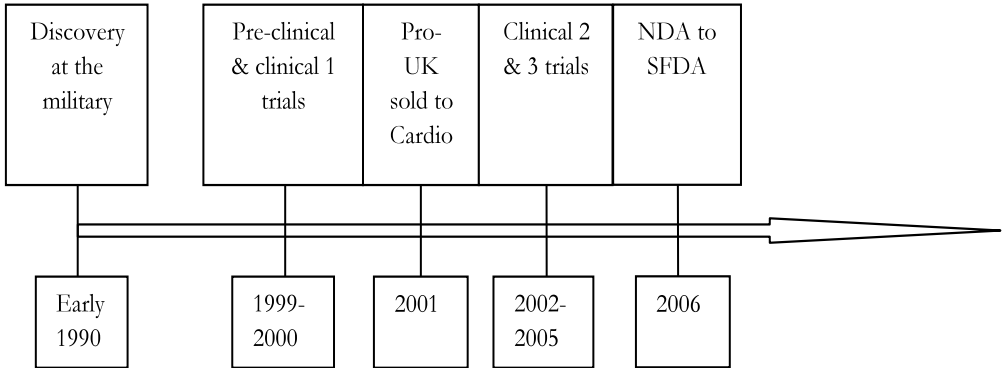 Discovery
at the
military
Pre-clinical
& clinical 1
trials
Pro-
UK
sold to
Cardio
Clinical 2
& 3 trials
NDA to
SFDA
Early
1990
1999-
2000
2001
2002-
2005
2006